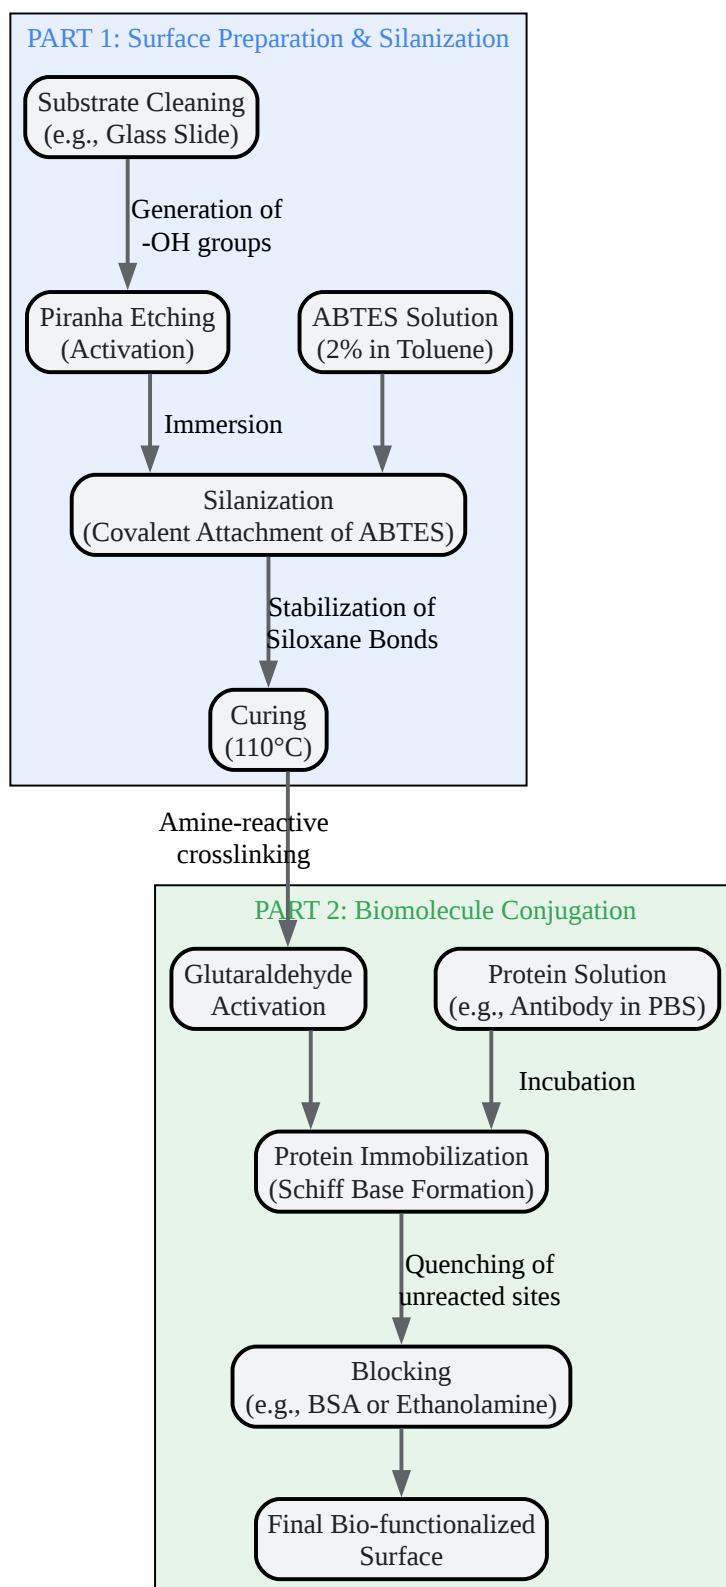 PART 1: Surface Preparation & Silanization
Substrate Cleaning
(e.g., Glass Slide)
Generation of
-OH groups
Piranha Etching
(Activation)
ABTES Solution
(2% in Toluene)
Immersion
Silanization
(Covalent Attachment of ABTES)
Stabilization of
Siloxane Bonds
Curing
(110°C)
Amine-reactive
crosslinking
PART 2: Biomolecule Conjugation
Glutaraldehyde
Activation
Protein Solution
(e.g., Antibody in PBS)
Incubation
Protein Immobilization
(Schiff Base Formation)
Quenching of
unreacted sites
Blocking
(e.g., BSA or Ethanolamine)
Final Bio-functionalized
Surface